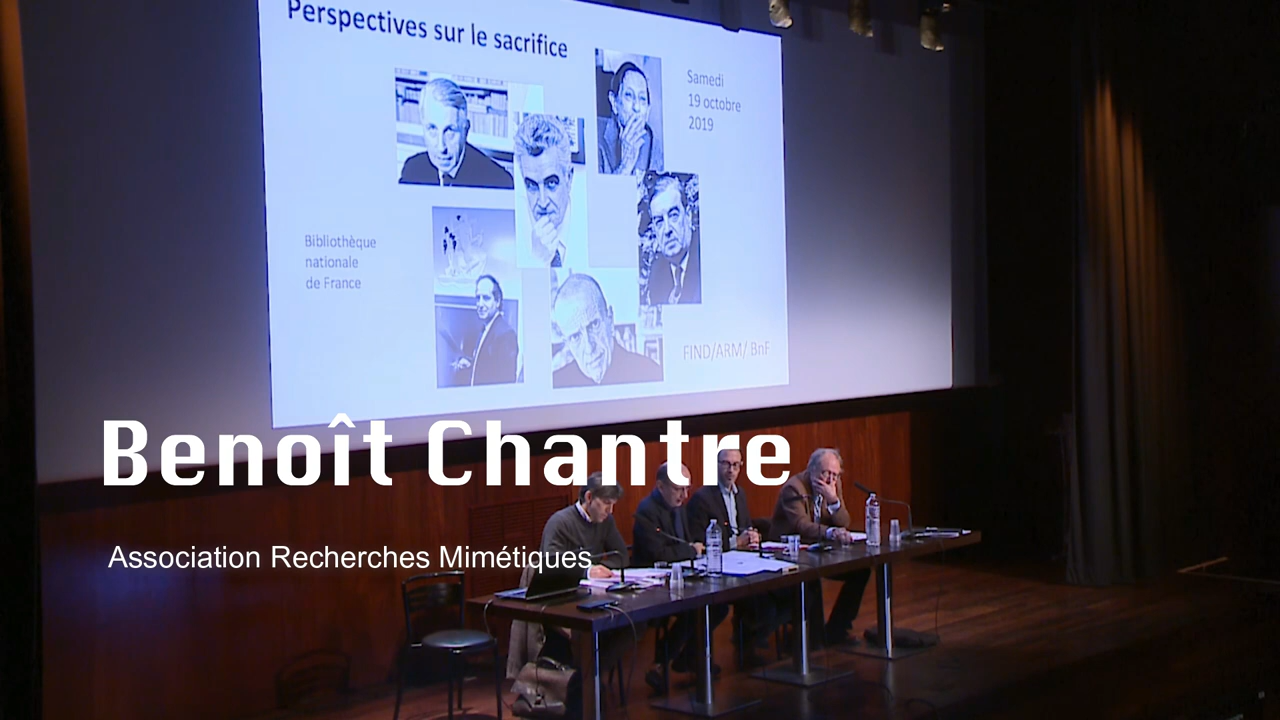 Perspectives sur le sacrifice
Samedi
19 octobre
2019
Bibliothèque
nationale
de France
FIND/ARM/ BnF
Benoît Chantre
Association Recherches Mimétiques